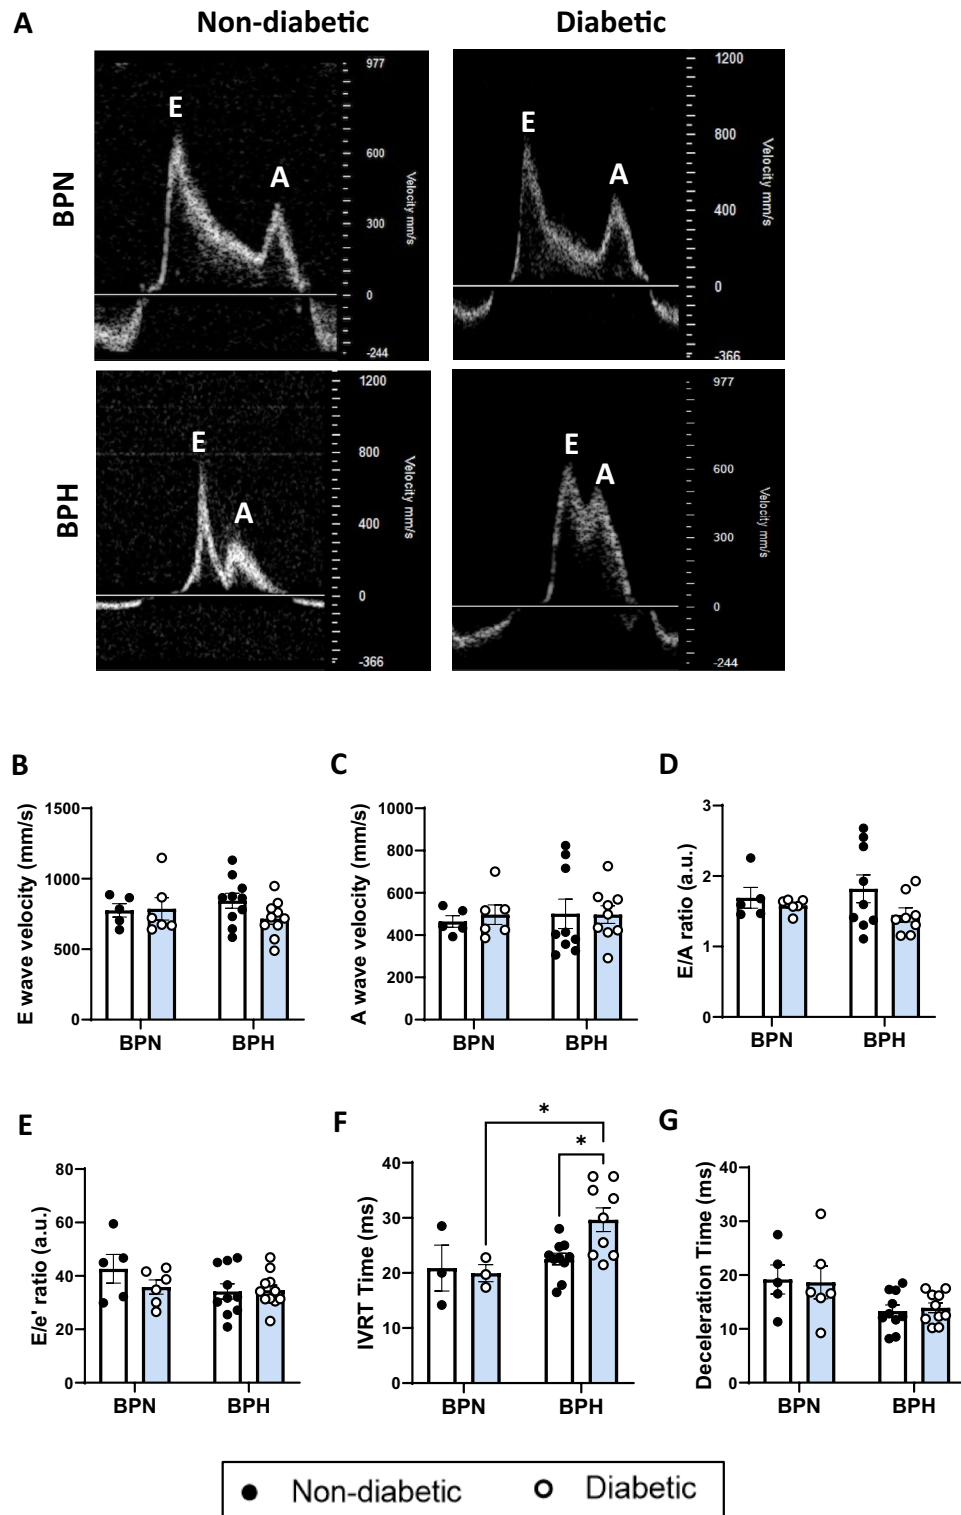 A
Non-diabetic
Diabetic
BPN
E
A
977
600
300
0
-244
Velocity mm/s
E
A
1200
800
400
0
-366
Velocity mm/s
BPH
E
A
1200
800
400
0
-366
Velocity mm/s
E
A
977
600
300
0
-244
Velocity mm/s
B
E wave velocity (mm/s)
1500
1000
500
0
BPN
BPH
C
A wave velocity (mm/s)
1000
800
600
400
200
0
BPN
BPH
D
E/A ratio (a.u.)
3
2
1
0
BPN
BPH
E
E/e' ratio (a.u.)
80
60
40
20
0
BPN
BPH
F
IVRT Time (ms)
40
30
20
10
0
*
*
BPN
BPH
G
Deceleration Time (ms)
40
30
20
10
0
BPN
BPH
Non-diabetic
Diabetic